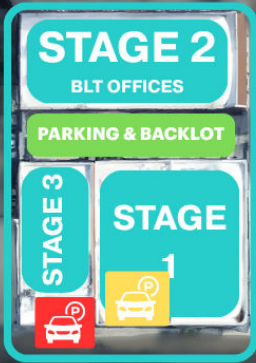 STAGE 2
BLT OFFICES
PARKING & BACKLOT
STAGE 3
STAGE
1
P
P